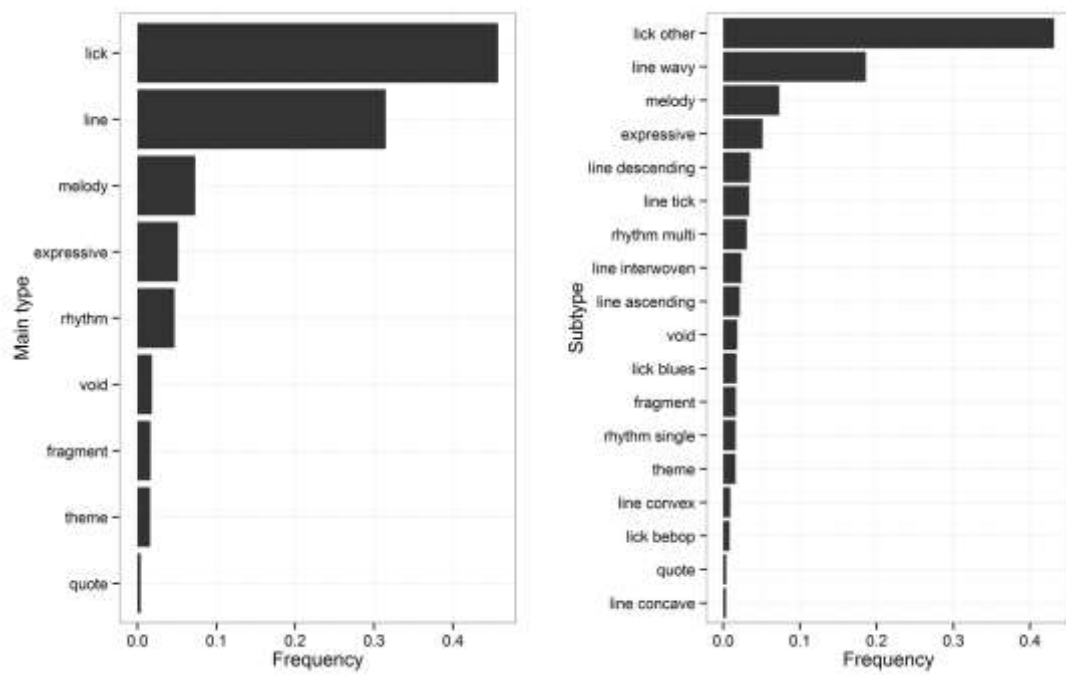 Main type
lick
line
melody
expressive
rhythm
void
fragment
theme
quote
0.0 0.1 0.2 0.3 0.4
Frequency
Subtype
lick other
line wavy
melody
expressive
line descending
line tick
rhythm multi
line interwoven
line ascending
void
lick blues
fragment
rhythm single
theme
line convex
lick bebop
quote
line concave
0.0 0.1 0.2 0.3 0.4
Frequency